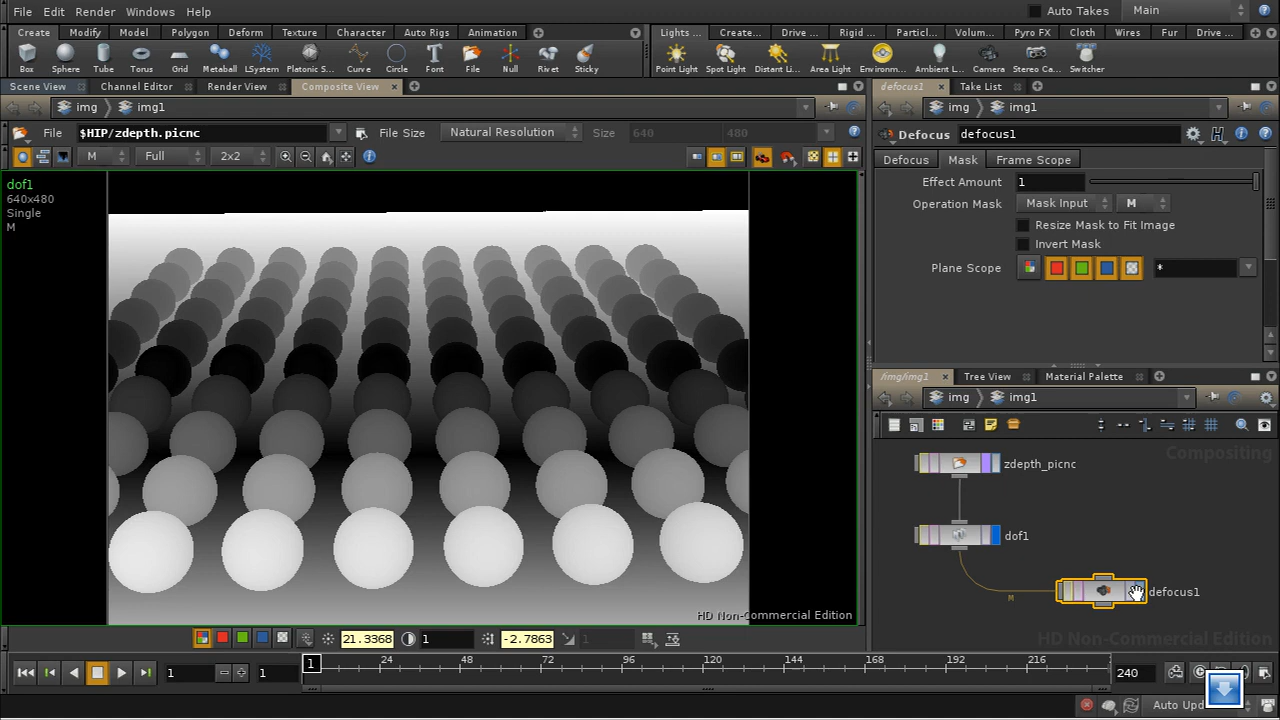 File Edit Render Windows Help Auto Takes Main
Create Modify Model Polygon Deform Texture Character Auto Rigs Animation Lights ... Create... Drive ... Rigid ... Particl... Volum... Pyro FX Cloth Wires Fur Drive ...
Box Sphere Tube Torus Grid Metaball LSystem Platonic S... Curve Circle Font File Null Rivet Sticky Point Light Spot Light Distant Li... Area Light Environm... Ambient L... Camera Stereo Ca... Switcher
Scene View Channel Editor Render View Composite View defocus1 Take List
img img1 img img1
File $HIP/zdepth.picnc File Size Natural Resolution Size 640 480 Defocus defocus1
M Full 2x2 Defocus Mask Frame Scope
dof1
640x480
Single
M
Effect Amount 1
Operation Mask Mask Input M
Resize Mask to Fit Image
Invert Mask
Plane Scope *
/img/img1 Tree View Material Palette
img img1
Compositing
zdepth_picnc
dof1
M defocus1
HD Non-Commercial Edition
HD Non-Commercial Edition
21.3368 1 -2.7863 1
1 1 1 24 48 72 96 120 144 168 192 216 240
Auto Up